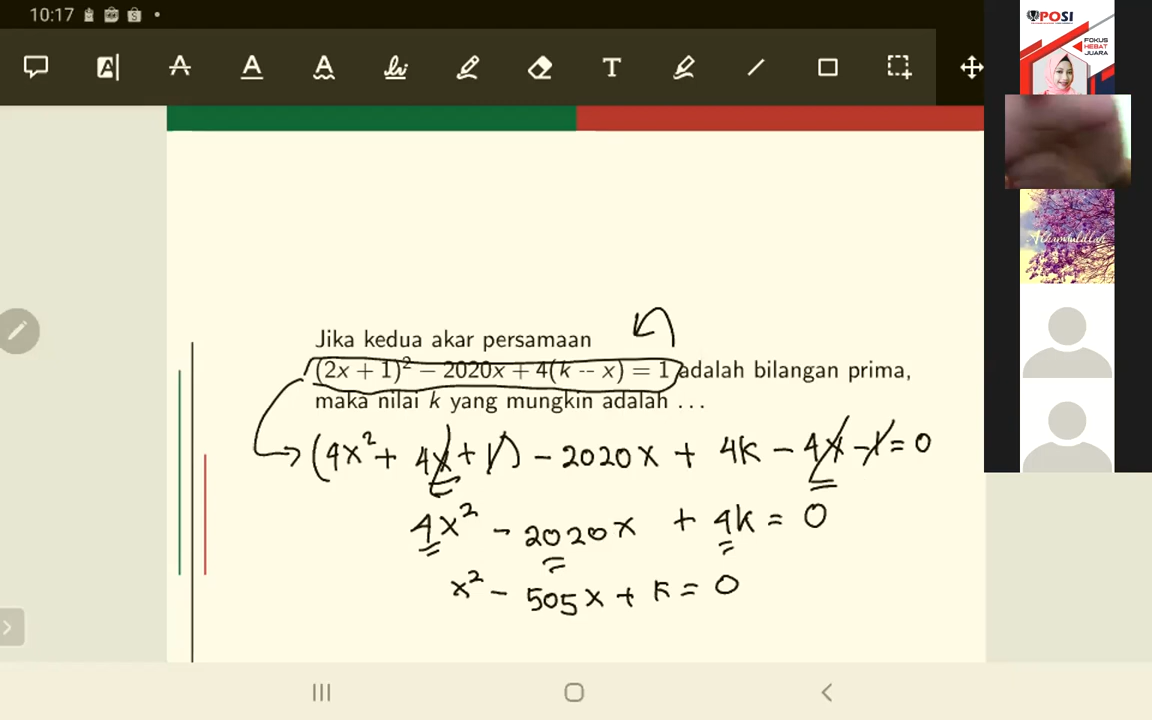 10:17
POSI
FOKUS
HEBAT
JUARA
Alhamdulillah
Jika kedua akar persamaan
(2x + 1)² − 2020x + 4(k -- x) = 1 adalah bilangan prima,
maka nilai k yang mungkin adalah ...
(4x² + 4x + 1) − 2020x + 4k − 4x − 1 = 0
4x² − 2020x + 4k = 0
x² − 505x + k = 0